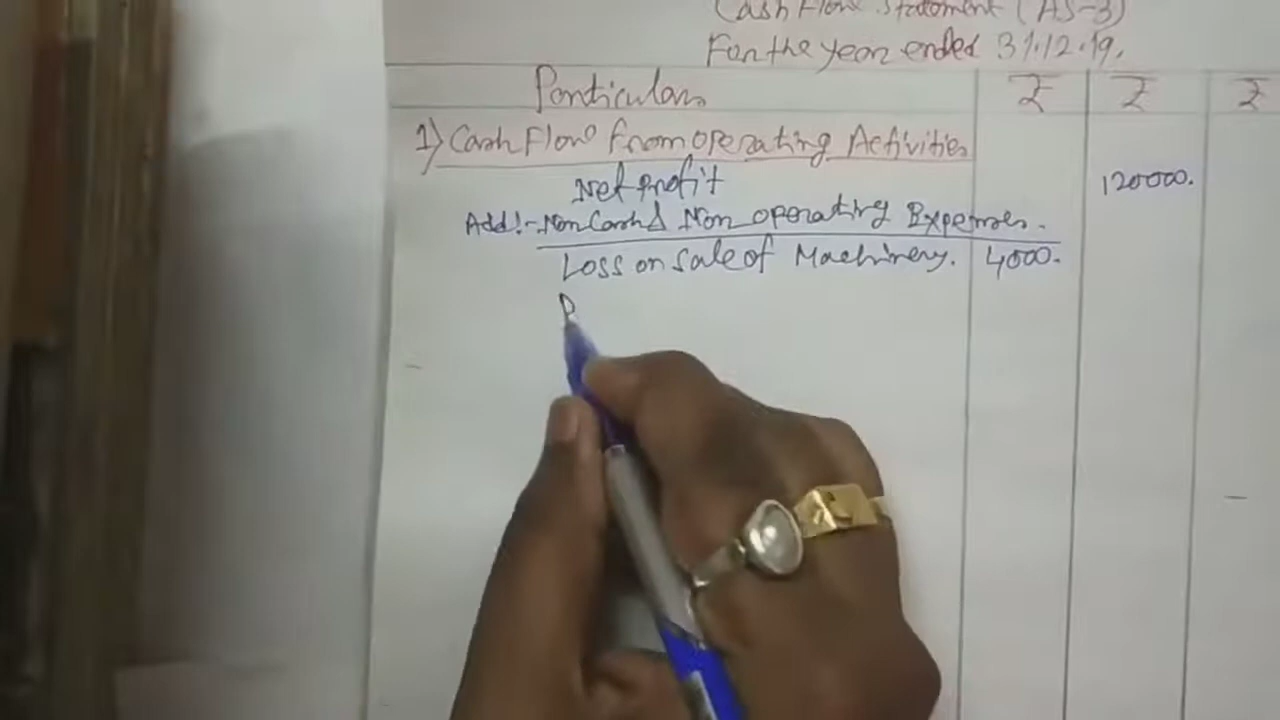 Cash Flow Statement (AS-3)
For the year ended 31.12.19.
Particulars ₹ ₹ ₹
1) Cash Flow from operating Activities
Net profit 120000.
Add:- Non Cash & Non operating Expenses.
Loss on sale of Machinery. 4000.
D